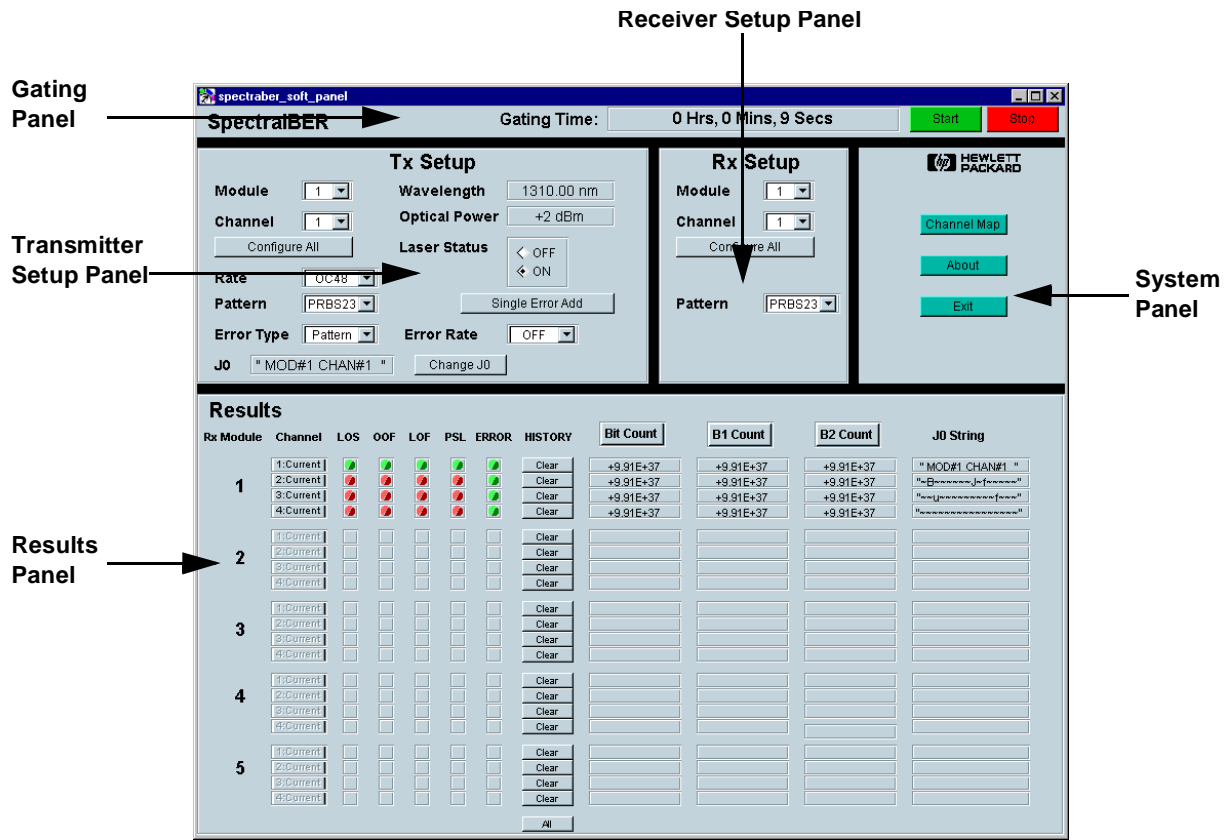 Receiver Setup Panel
Gating
Panel
Transmitter
Setup Panel
System
Panel
Results
Panel
spectraber_soft_panel
SpectralBER Gating Time: 0 Hrs, 0 Mins, 9 Secs Start Stop
Tx Setup
Module 1 Wavelength 1310.00 nm
Channel 1 Optical Power +2 dBm
Configure All Laser Status OFF
ON
Rate OC48
Pattern PRBS23 Single Error Add
Error Type Pattern Error Rate OFF
J0 " MOD#1 CHAN#1 " Change J0
Rx Setup
Module 1
Channel 1
Configure All
Pattern PRBS23
hp HEWLETT
PACKARD
Channel Map
About
Exit
Results
Rx Module Channel LOS OOF LOF PSL ERROR HISTORY Bit Count B1 Count B2 Count J0 String
1
1:Current Clear +9.91E+37 +9.91E+37 +9.91E+37 " MOD#1 CHAN#1 "
2:Current Clear +9.91E+37 +9.91E+37 +9.91E+37 "~B~~~~~~J~f~~~~~"
3:Current Clear +9.91E+37 +9.91E+37 +9.91E+37 "~~u~~~~~~~~~f~~~"
4:Current Clear +9.91E+37 +9.91E+37 +9.91E+37 "~~~~~~~~~~~~~~~~"
2
1:Current Clear
2:Current Clear
3:Current Clear
4:Current Clear
3
1:Current Clear
2:Current Clear
3:Current Clear
4:Current Clear
4
1:Current Clear
2:Current Clear
3:Current Clear
4:Current Clear
5
1:Current Clear
2:Current Clear
3:Current Clear
4:Current Clear
All